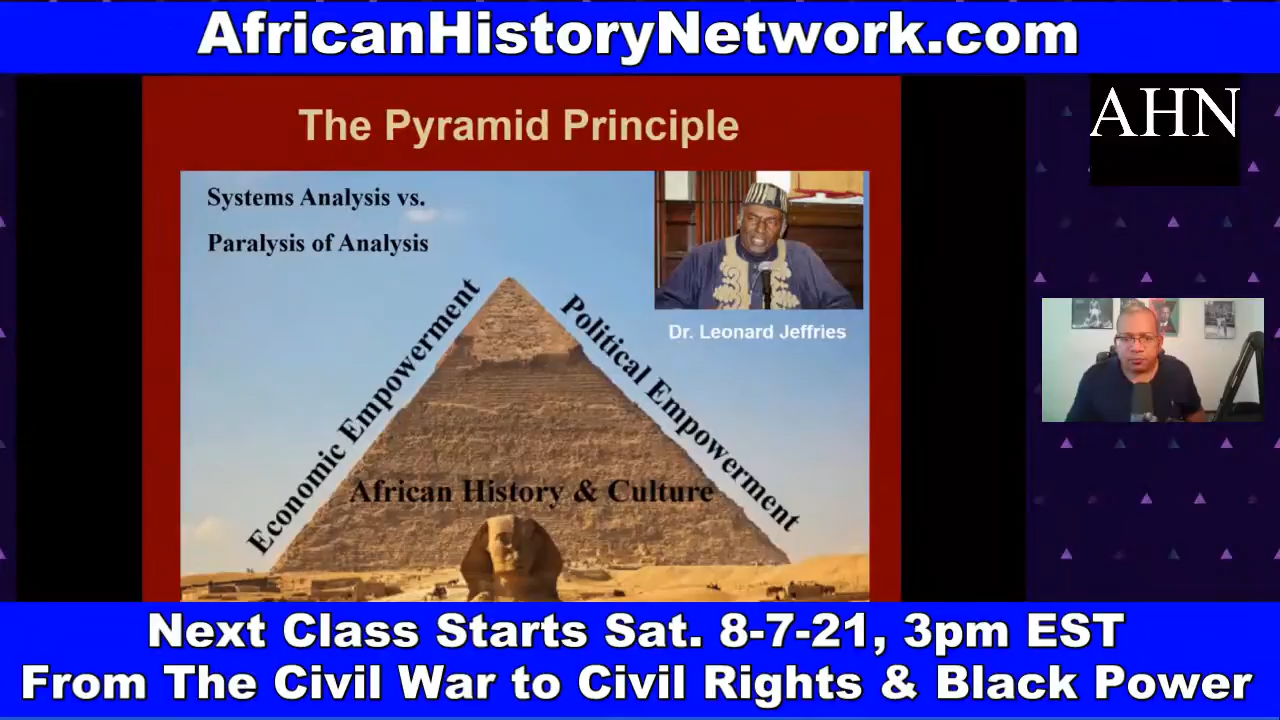 AfricanHistoryNetwork.com
AHN
The Pyramid Principle
Systems Analysis vs.
Paralysis of Analysis
Dr. Leonard Jeffries
Economic Empowerment
Political Empowerment
African History & Culture
Next Class Starts Sat. 8-7-21, 3pm EST
From The Civil War to Civil Rights & Black Power